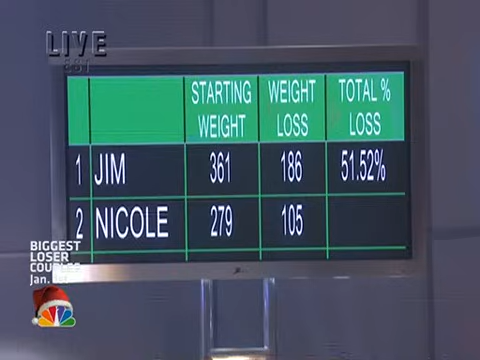 LIVE
STARTING WEIGHT WEIGHT LOSS TOTAL % LOSS
1 JIM 361 186 51.52%
2 NICOLE 279 105
BIGGEST
LOSER
COUPLES
Jan.